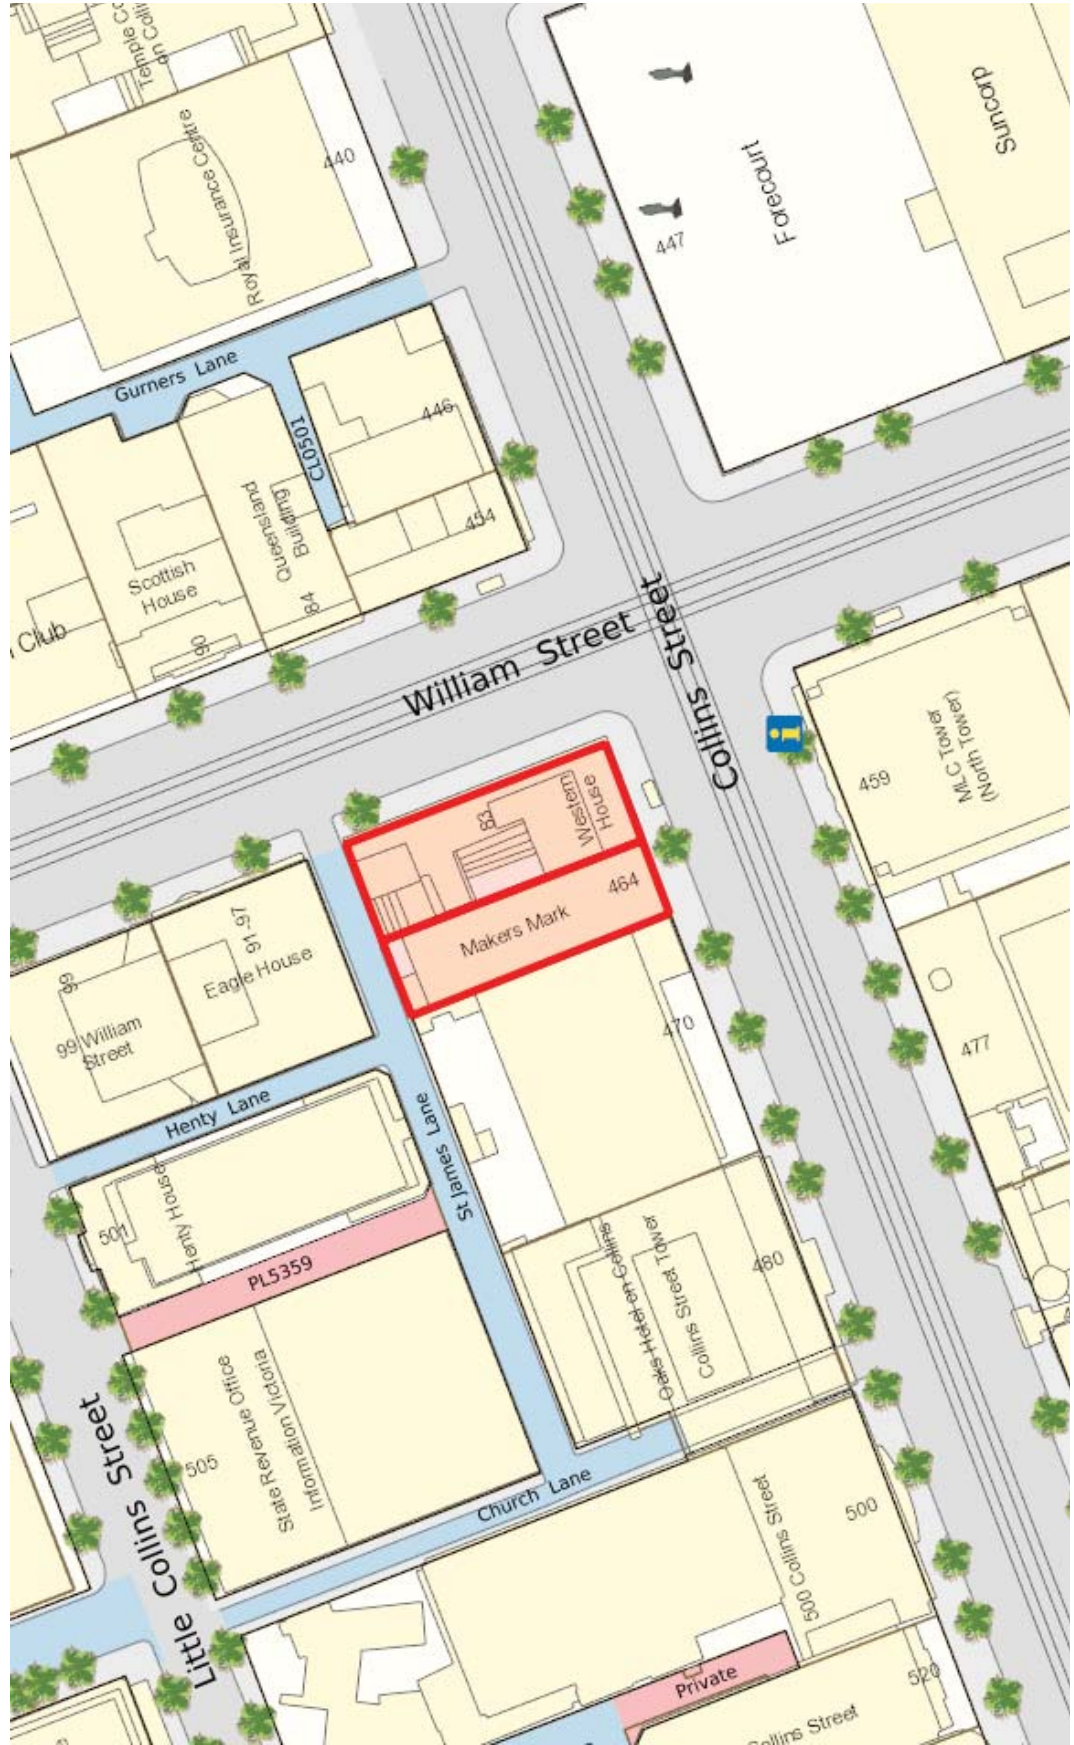 Temple Co
on Colli
Royal Insurance Centre
440
Suncorp
Forecourt
447
Gurners Lane
CL0501
446
454
Queensland
Building
84
Scottish
House
90
Club
William Street
Collins Street
MLC Tower
(North Tower)
459
83
Western
House
464
Makers Mark
91-97
Eagle House
99
99 William
Street
470
477
Henty Lane
St James Lane
Henty House
501
PL5359
Oaks Hotel on Collins
Collins Street Tower
480
State Revenue Office
Information Victoria
505
Little Collins Street
Church Lane
500 Collins Street
500
Private
520
Collins Street